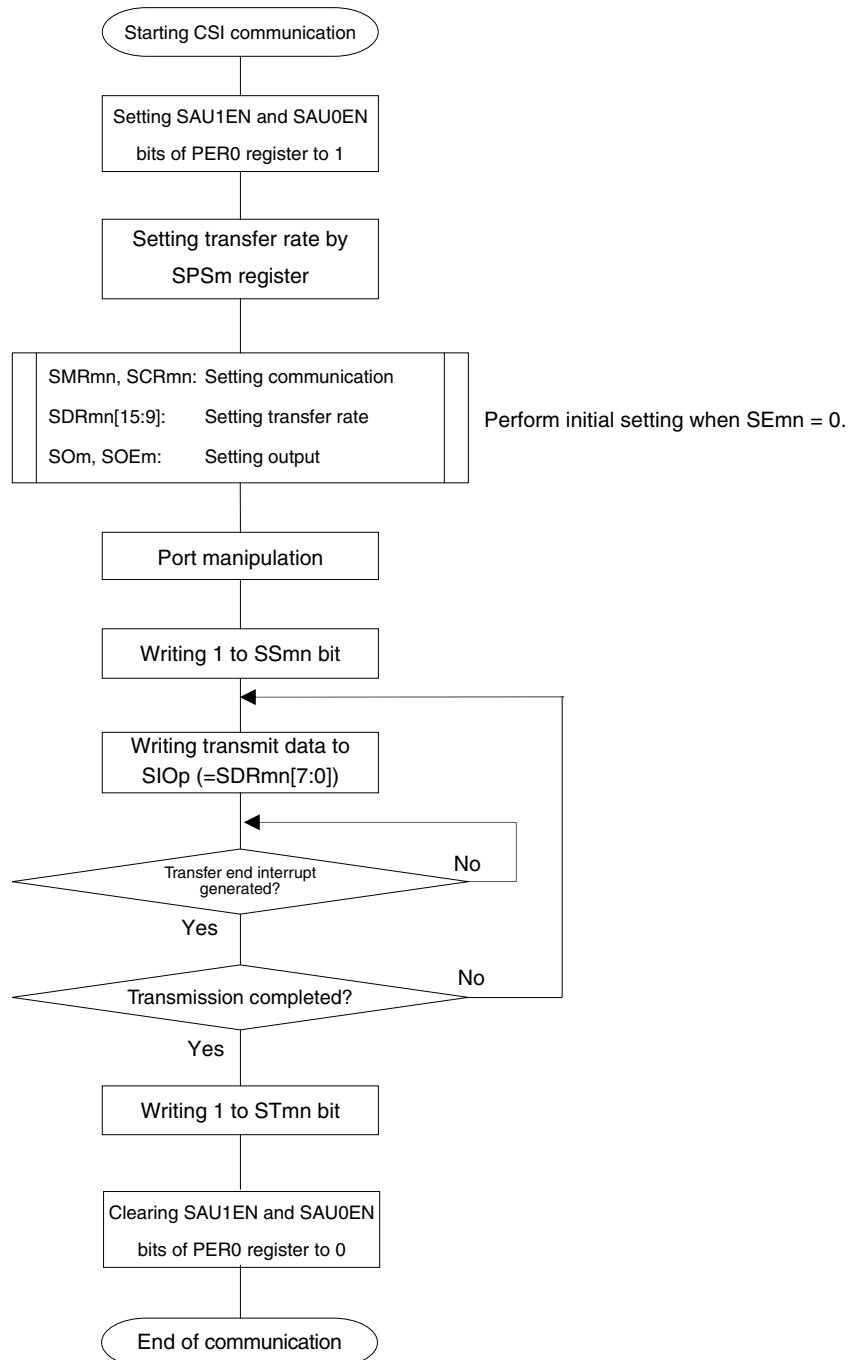 Starting CSI communication
Setting SAU1EN and SAU0EN
bits of PER0 register to 1
Setting transfer rate by
SPSm register
SMRmn, SCRmn: Setting communication
SDRmn[15:9]: Setting transfer rate
SOm, SOEm: Setting output
Perform initial setting when SEmn = 0.
Port manipulation
Writing 1 to SSmn bit
Writing transmit data to
SIOp (=SDRmn[7:0])
Transfer end interrupt
generated?
No
Yes
Transmission completed?
No
Yes
Writing 1 to STmn bit
Clearing SAU1EN and SAU0EN
bits of PER0 register to 0
End of communication